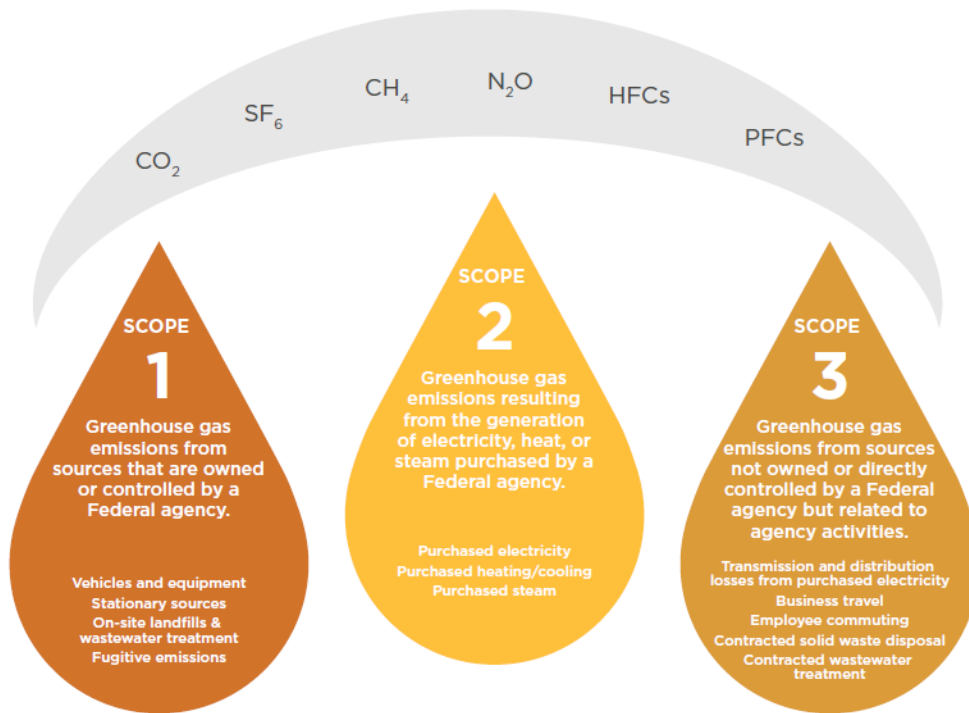 CO₂
SF₆
CH₄
N₂O
HFCs
PFCs
SCOPE
1
Greenhouse gas
emissions from
sources that are owned
or controlled by a
Federal agency.
Vehicles and equipment
Stationary sources
On-site landfills &
wastewater treatment
Fugitive emissions
SCOPE
2
Greenhouse gas
emissions resulting
from the generation
of electricity, heat, or
steam purchased by a
Federal agency.
Purchased electricity
Purchased heating/cooling
Purchased steam
SCOPE
3
Greenhouse gas
emissions from sources
not owned or directly
controlled by a Federal
agency but related to
agency activities.
Transmission and distribution
losses from purchased electricity
Business travel
Employee commuting
Contracted solid waste disposal
Contracted wastewater
treatment